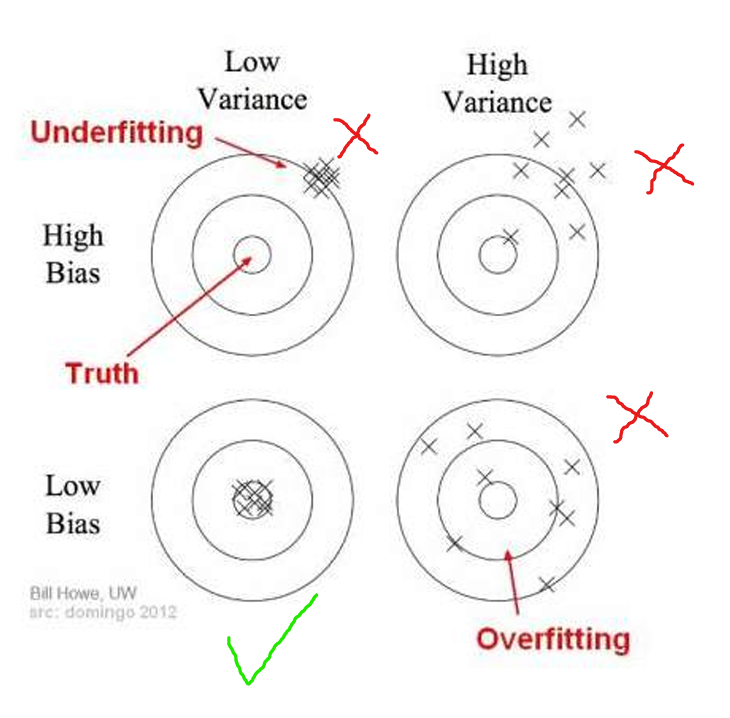 Low
Variance
High
Variance
Underfitting
High
Bias
Truth
Low
Bias
Bill Howe, UW
src: domingo 2012
Overfitting